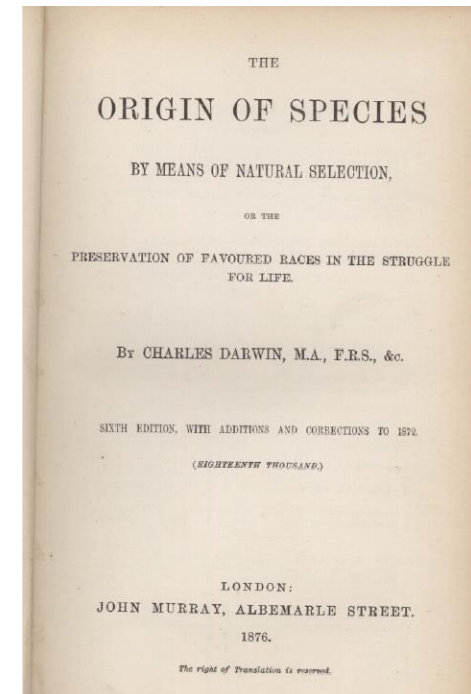 THE
ORIGIN OF SPECIES
BY MEANS OF NATURAL SELECTION,
OR THE
PRESERVATION OF FAVOURED RACES IN THE STRUGGLE
FOR LIFE.
By CHARLES DARWIN, M.A., F.R.S., &c.
SIXTH EDITION, WITH ADDITIONS AND CORRECTIONS TO 1872.
(EIGHTEENTH THOUSAND.)
LONDON:
JOHN MURRAY, ALBEMARLE STREET.
1876.
The right of Translation is reserved.